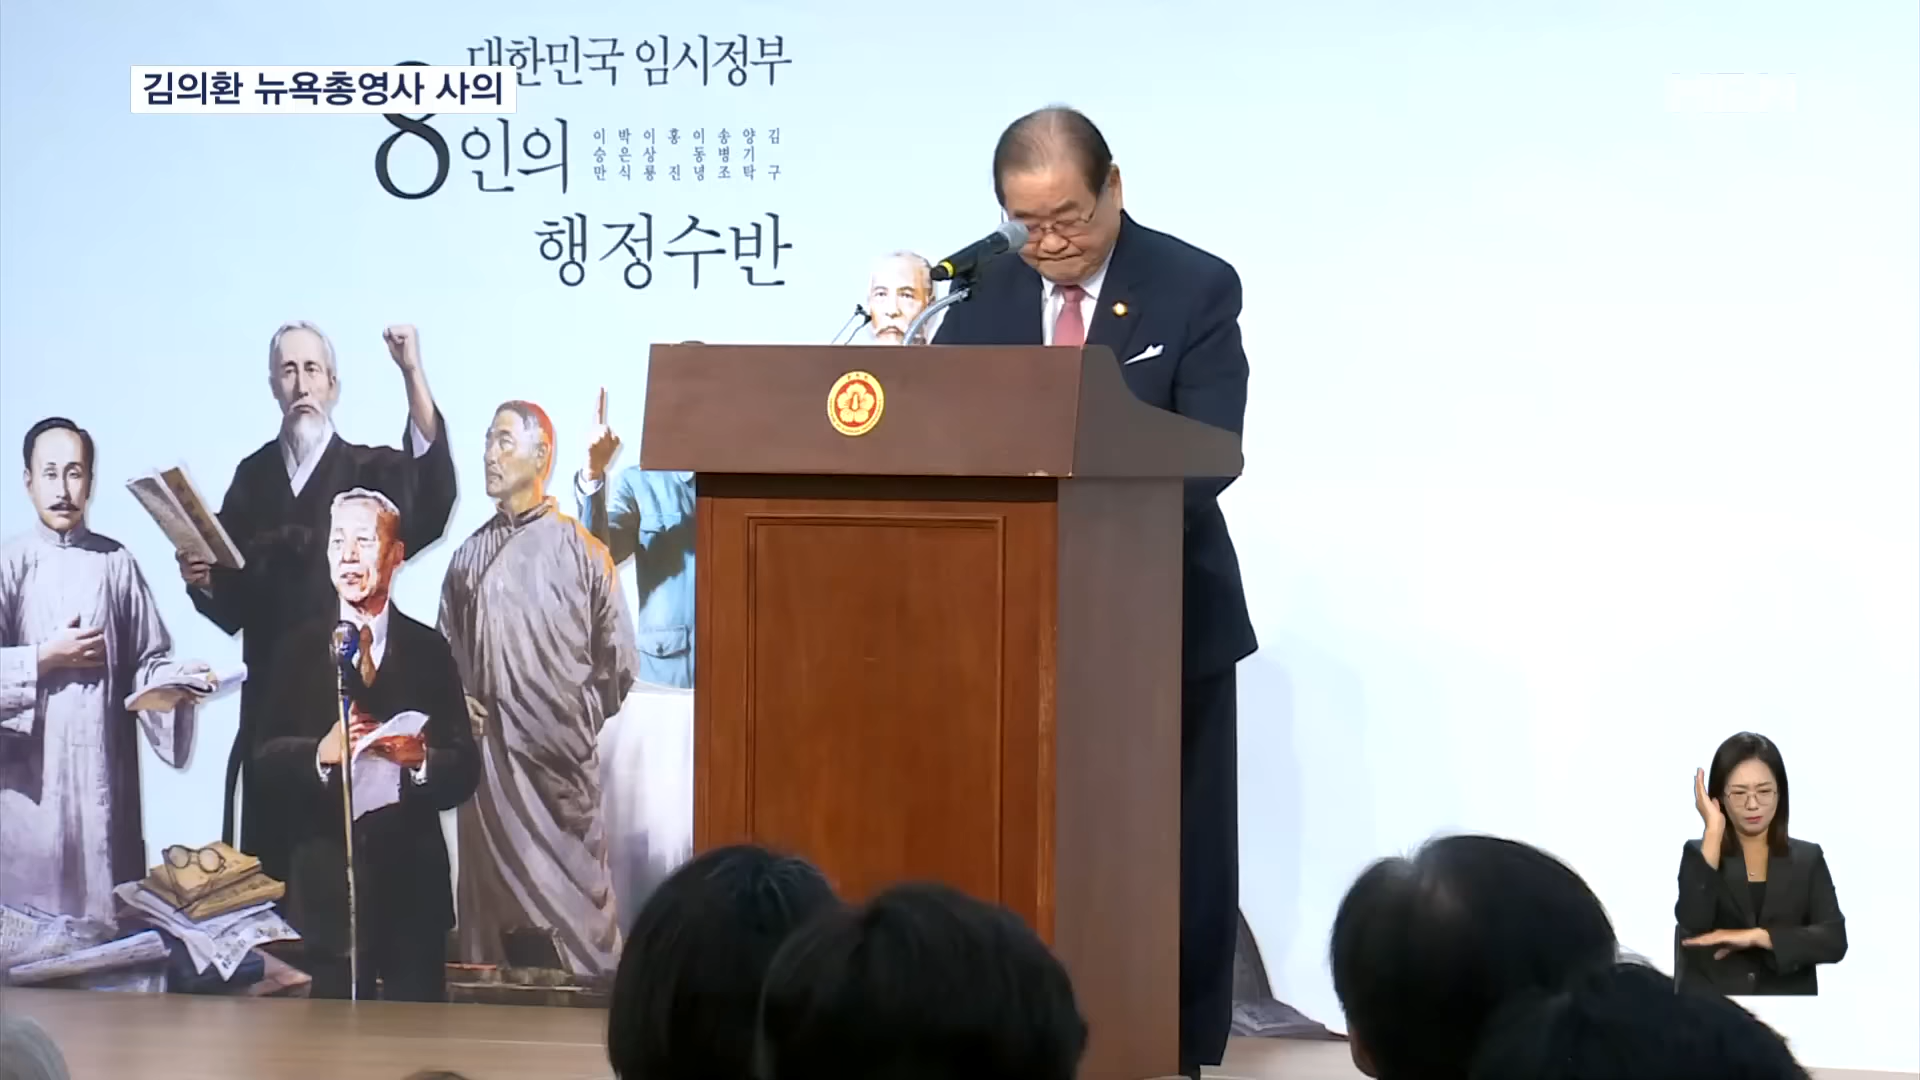 김의환 뉴욕총영사 사의
대한민국 임시정부
8인의
이승만 박은식 이상룡 홍진 이동녕 송병조 양기탁 김구
행정수반